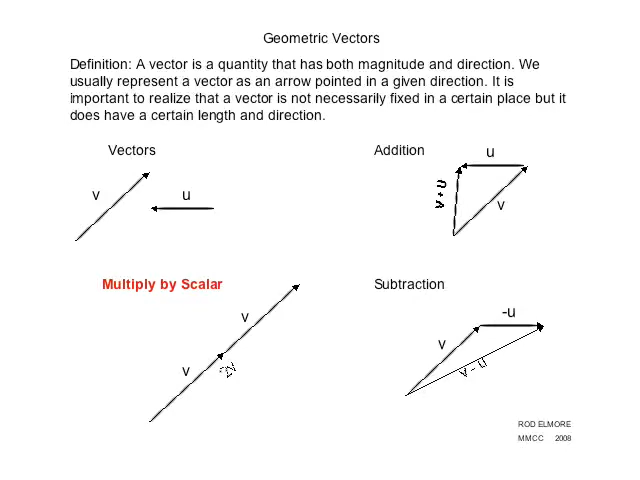 Geometric Vectors
Definition: A vector is a quantity that has both magnitude and direction. We
usually represent a vector as an arrow pointed in a given direction. It is
important to realize that a vector is not necessarily fixed in a certain place but it
does have a certain length and direction.
Vectors
Addition
v
u
u
v + u
v
Multiply by Scalar
Subtraction
v
v
2v
-u
v
v - u
ROD ELMORE
MMCC 2008